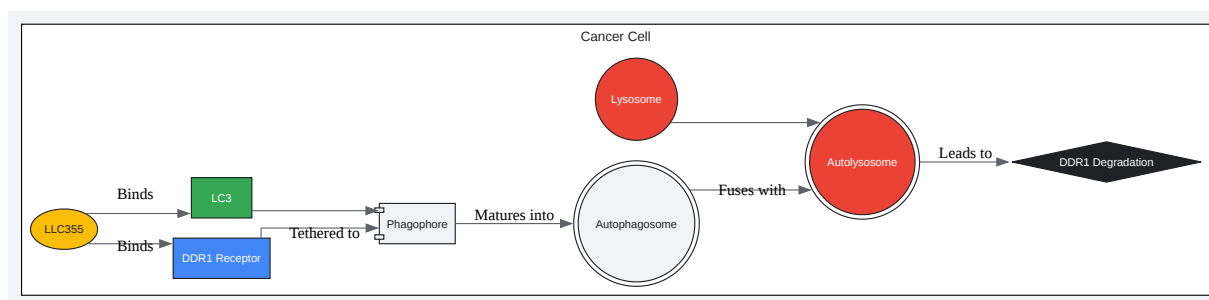 Cancer Cell
Lysosome
Autolysosome
Leads to
DDR1 Degradation
Binds
LC3
LLC355
Binds
DDR1 Receptor
Tethered to
Phagophore
Matures into
Autophagosome
Fuses with